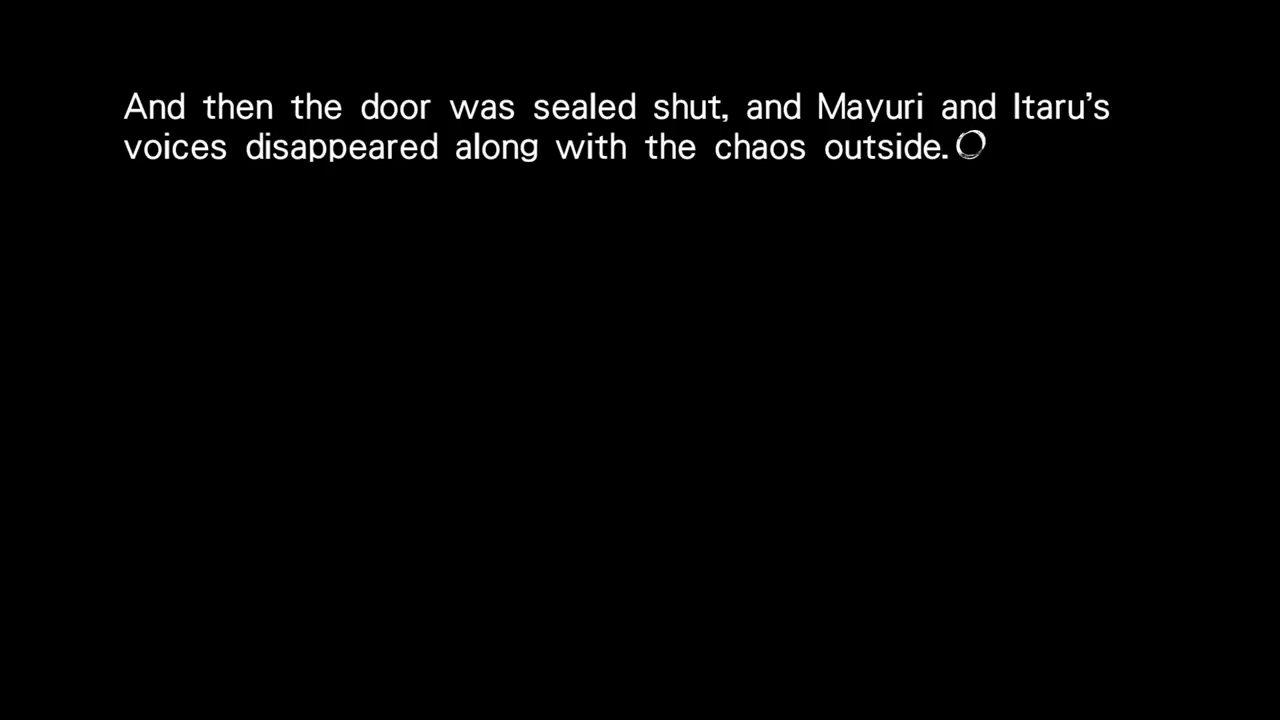 And then the door was sealed shut, and Mayuri and Itaru’s
voices disappeared along with the chaos outside.